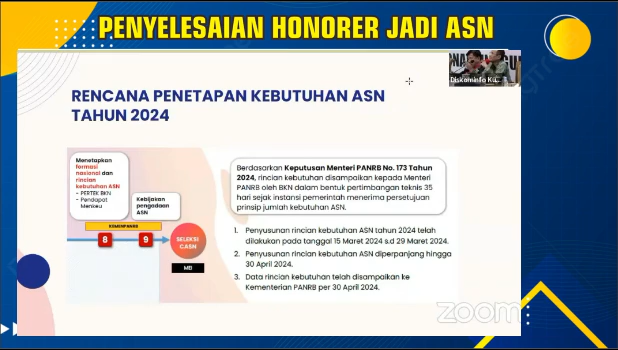 PENYELESAIAN HONORER JADI ASN
Diskominfo Ku...
RENCANA PENETAPAN KEBUTUHAN ASN
TAHUN 2024
Menetapkan
formasi
nasional dan
rincian
kebutuhan ASN
- PERTEK BKN
- Pendapat
Menkeu
Kebijakan
pengadaan
ASN
KEMENPANRB
8
9
SELEKSI
CASN
MEI
Berdasarkan Keputusan Menteri PANRB No. 173 Tahun
2024, rincian kebutuhan disampaikan kepada Menteri
PANRB oleh BKN dalam bentuk pertimbangan teknis 35
hari sejak instansi pemerintah menerima persetujuan
prinsip jumlah kebutuhan ASN.
1. Penyusunan rincian kebutuhan ASN tahun 2024 telah
dilakukan pada tanggal 15 Maret 2024 s.d 29 Maret 2024.
2. Penyusunan rincian kebutuhan ASN diperpanjang hingga
30 April 2024.
3. Data rincian kebutuhan telah disampaikan ke
Kementerian PANRB per 30 April 2024.
zoom